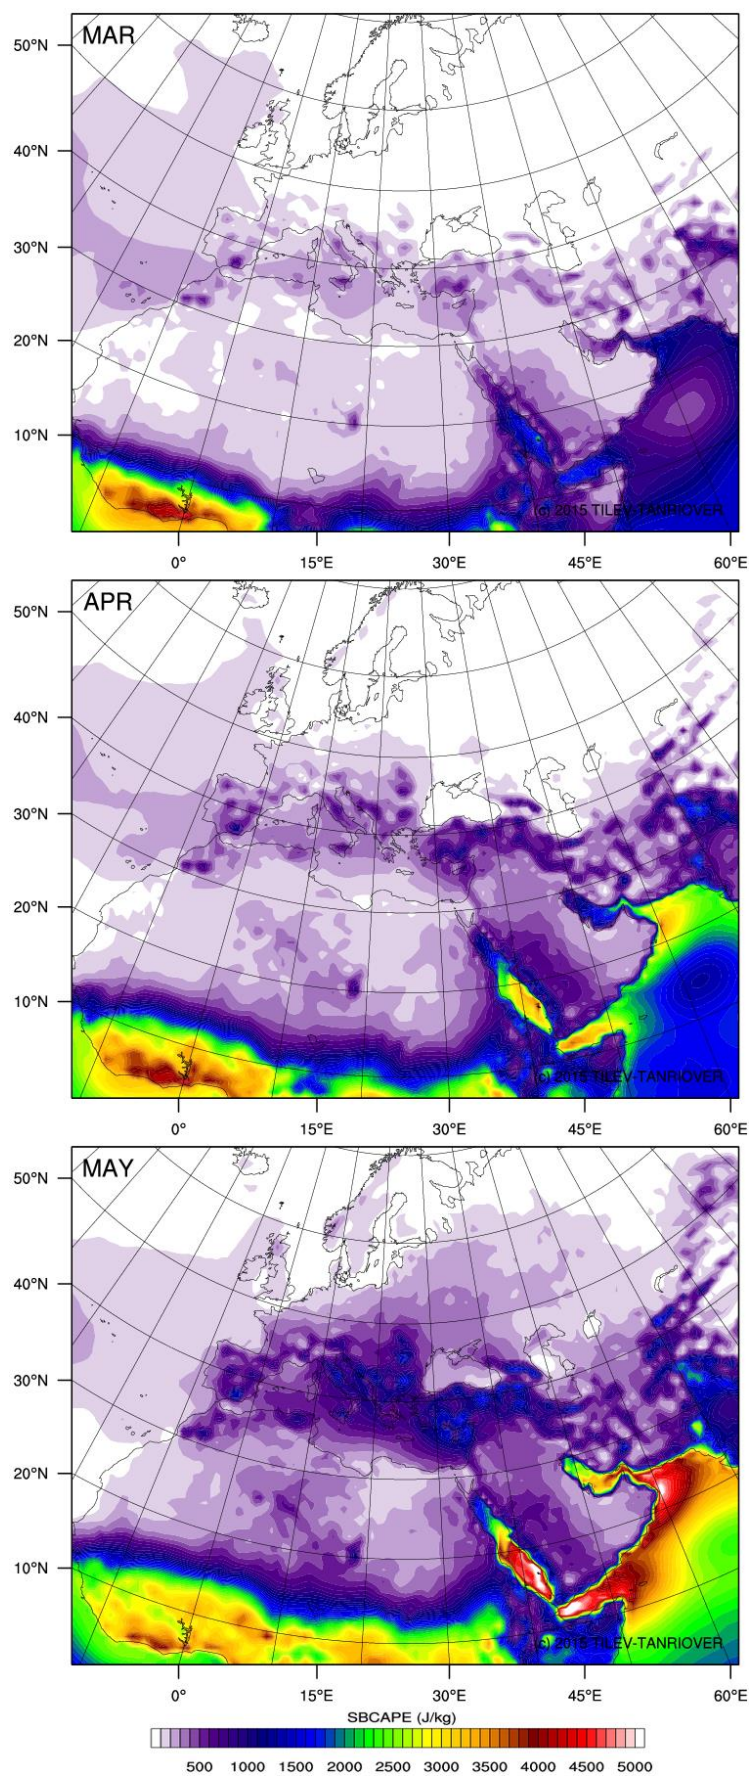 MAR
50°N
40°N
30°N
20°N
10°N
(c) 2015 TILEV-TANRIOVER
0° 15°E 30°E 45°E 60°E
APR
50°N
40°N
30°N
20°N
10°N
(c) 2015 TILEV-TANRIOVER
0° 15°E 30°E 45°E 60°E
MAY
50°N
40°N
30°N
20°N
10°N
(c) 2015 TILEV-TANRIOVER
0° 15°E 30°E 45°E 60°E
SBCAPE (J/kg)
500 1000 1500 2000 2500 3000 3500 4000 4500 5000